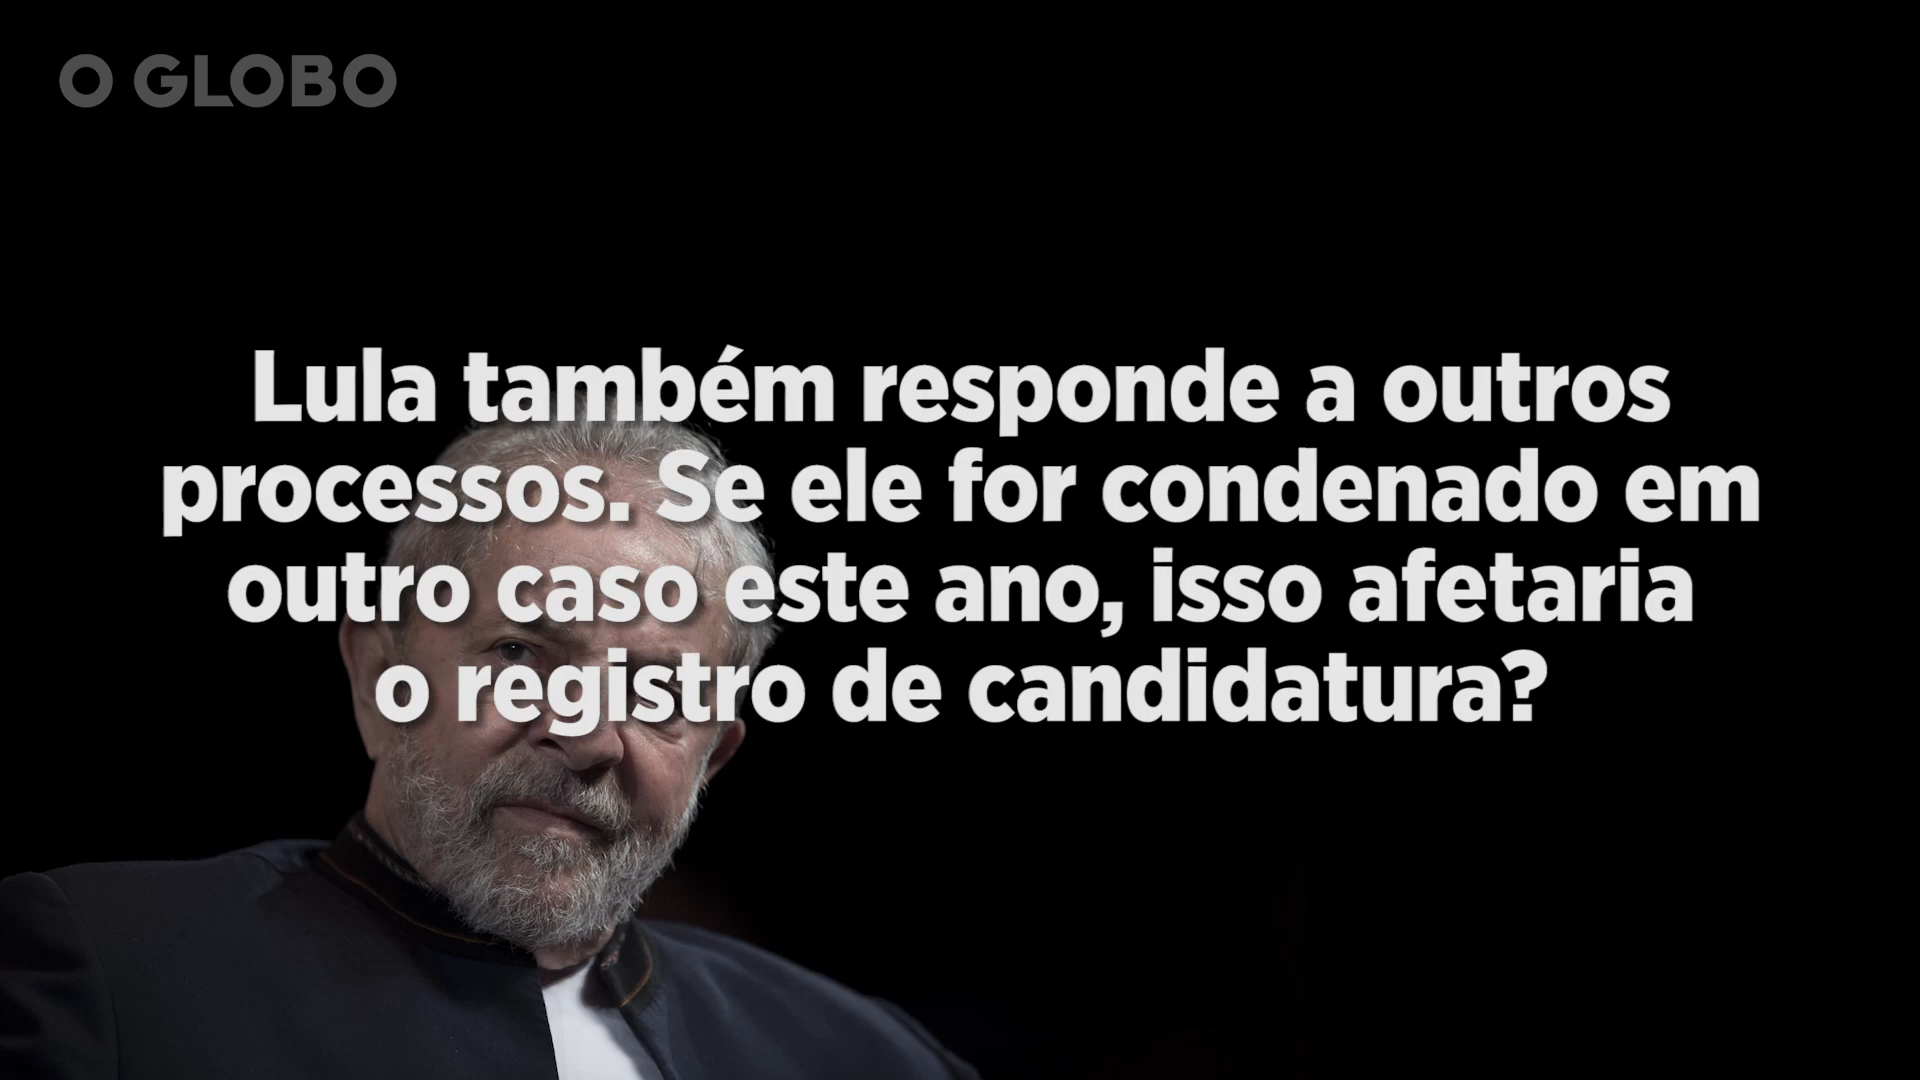 O GLOBO
Lula também responde a outros
processos. Se ele for condenado em
outro caso este ano, isso afetaria
o registro de candidatura?